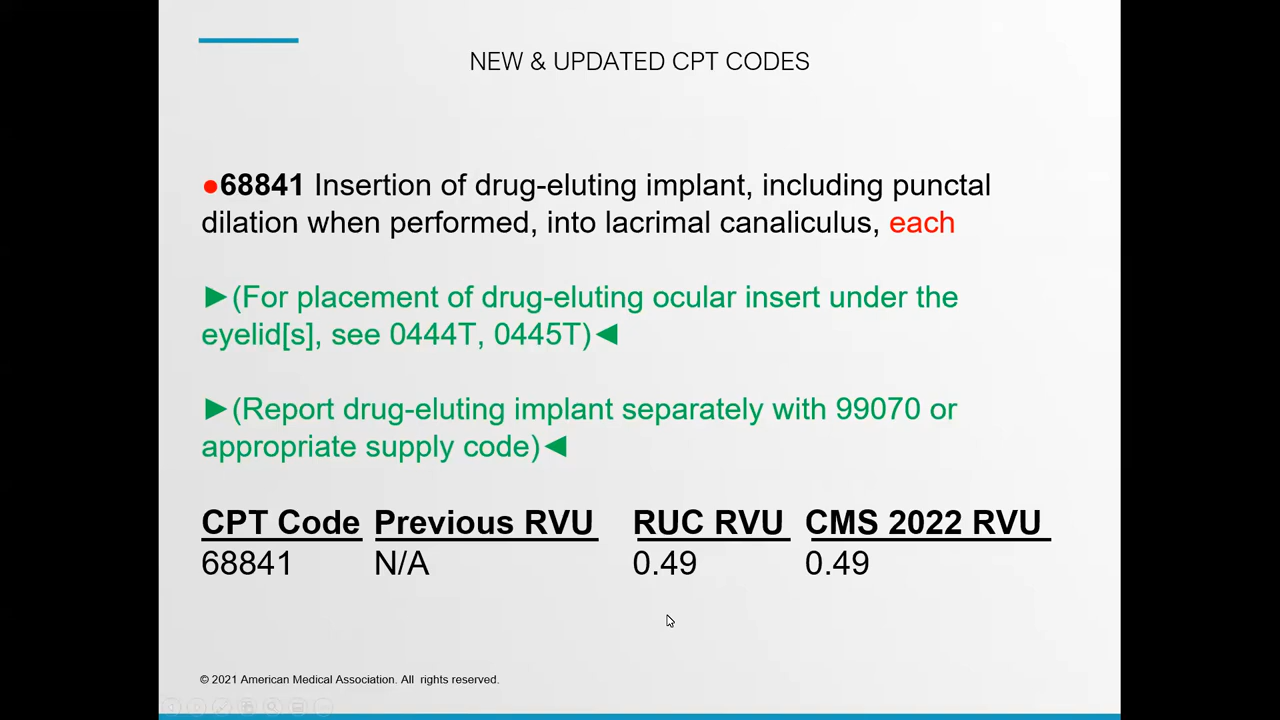 NEW & UPDATED CPT CODES
●68841 Insertion of drug-eluting implant, including punctal
dilation when performed, into lacrimal canaliculus, each
►(For placement of drug-eluting ocular insert under the
eyelid[s], see 0444T, 0445T)◄
►(Report drug-eluting implant separately with 99070 or
appropriate supply code)◄
CPT Code Previous RVU RUC RVU CMS 2022 RVU
68841 N/A 0.49 0.49
© 2021 American Medical Association. All rights reserved.